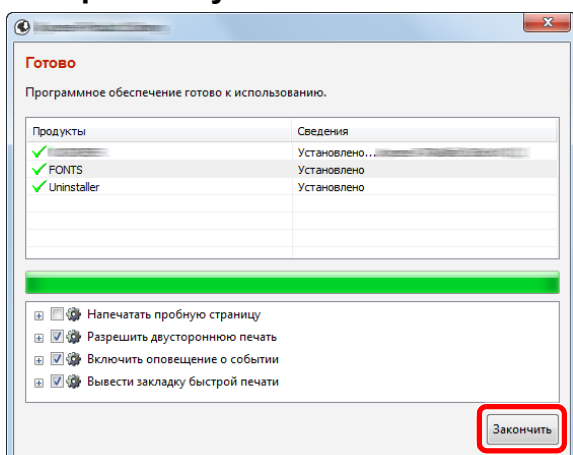 Готово
Программное обеспечение готово к использованию.
Продукты Сведения
Установлено...
FONTS Установлено
Uninstaller Установлено
Напечатать пробную страницу
Разрешить двустороннюю печать
Включить оповещение о событии
Вывести закладку быстрой печати
Закончить